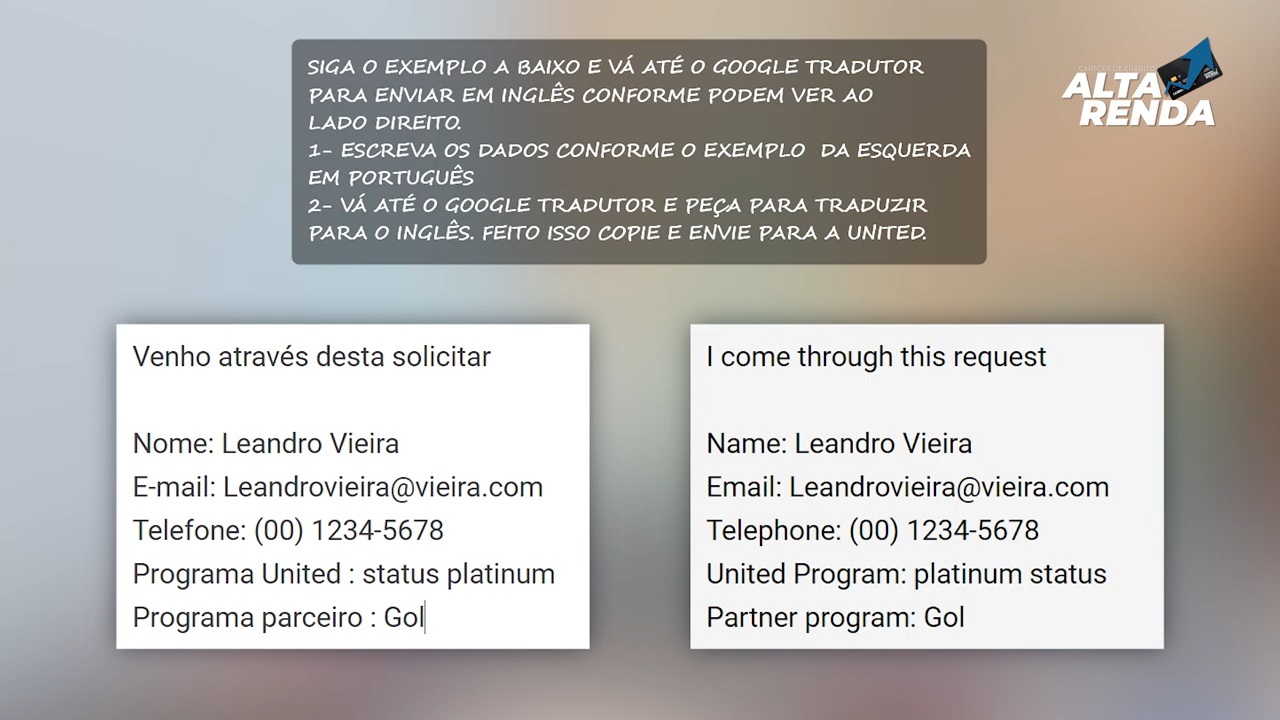 SIGA O EXEMPLO A BAIXO E VÁ ATÉ O GOOGLE TRADUTOR
PARA ENVIAR EM INGLÊS CONFORME PODEM VER AO
LADO DIREITO.
1- ESCREVA OS DADOS CONFORME O EXEMPLO DA ESQUERDA
EM PORTUGUÊS
2- VÁ ATÉ O GOOGLE TRADUTOR E PEÇA PARA TRADUZIR
PARA O INGLÊS. FEITO ISSO COPIE E ENVIE PARA A UNITED.
CARTÕES DE CRÉDITO
ALTA
RENDA
Venho através desta solicitar
Nome: Leandro Vieira
E-mail: Leandrovieira@vieira.com
Telefone: (00) 1234-5678
Programa United : status platinum
Programa parceiro : Gol
I come through this request
Name: Leandro Vieira
Email: Leandrovieira@vieira.com
Telephone: (00) 1234-5678
United Program: platinum status
Partner program: Gol